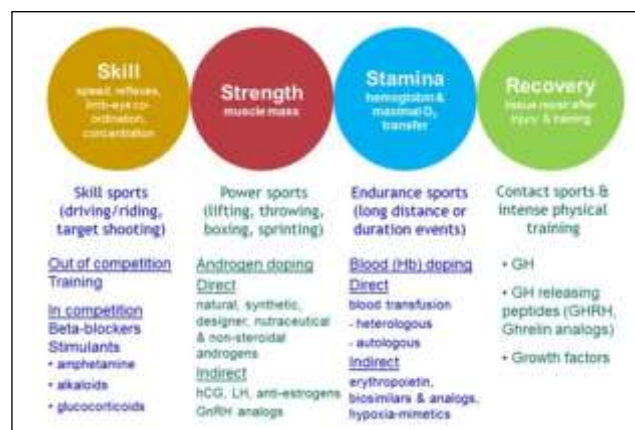 Skill
speed, reflexes,
limb-eye co-
ordination,
concentration
Strength
muscle mass
Stamina
hemoglobin &
maximal O₂
transfer
Recovery
tissue repair after
injury & training
Skill sports
(driving/riding,
target shooting)
Out of competition
Training
In competition
Beta-blockers
Stimulants
• amphetamine
• alkaloids
• glucocorticoids
Power sports
(lifting, throwing,
boxing, sprinting)
Androgen doping
Direct
natural, synthetic,
designer, nutraceutical
& non-steroidal
androgens
Indirect
hCG, LH, anti-estrogens
GnRH analogs
Endurance sports
(long distance or
duration events)
Blood (Hb) doping
Direct
blood transfusion
- heterologous
- autologous
Indirect
erythropoietin,
biosimilars & analogs,
hypoxia-mimetics
Contact sports &
intense physical
training
• GH
• GH releasing
peptides (GHRH,
Ghrelin analogs)
• Growth factors